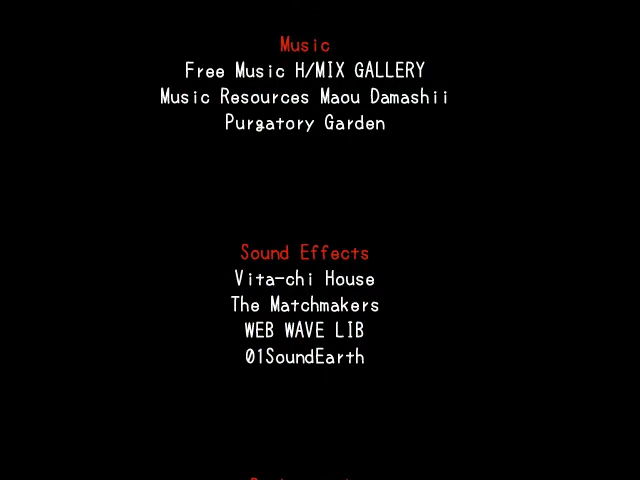 Music
Free Music H/MIX GALLERY
Music Resources Maou Damashii
Purgatory Garden
Sound Effects
Vita-chi House
The Matchmakers
WEB WAVE LIB
01SoundEarth